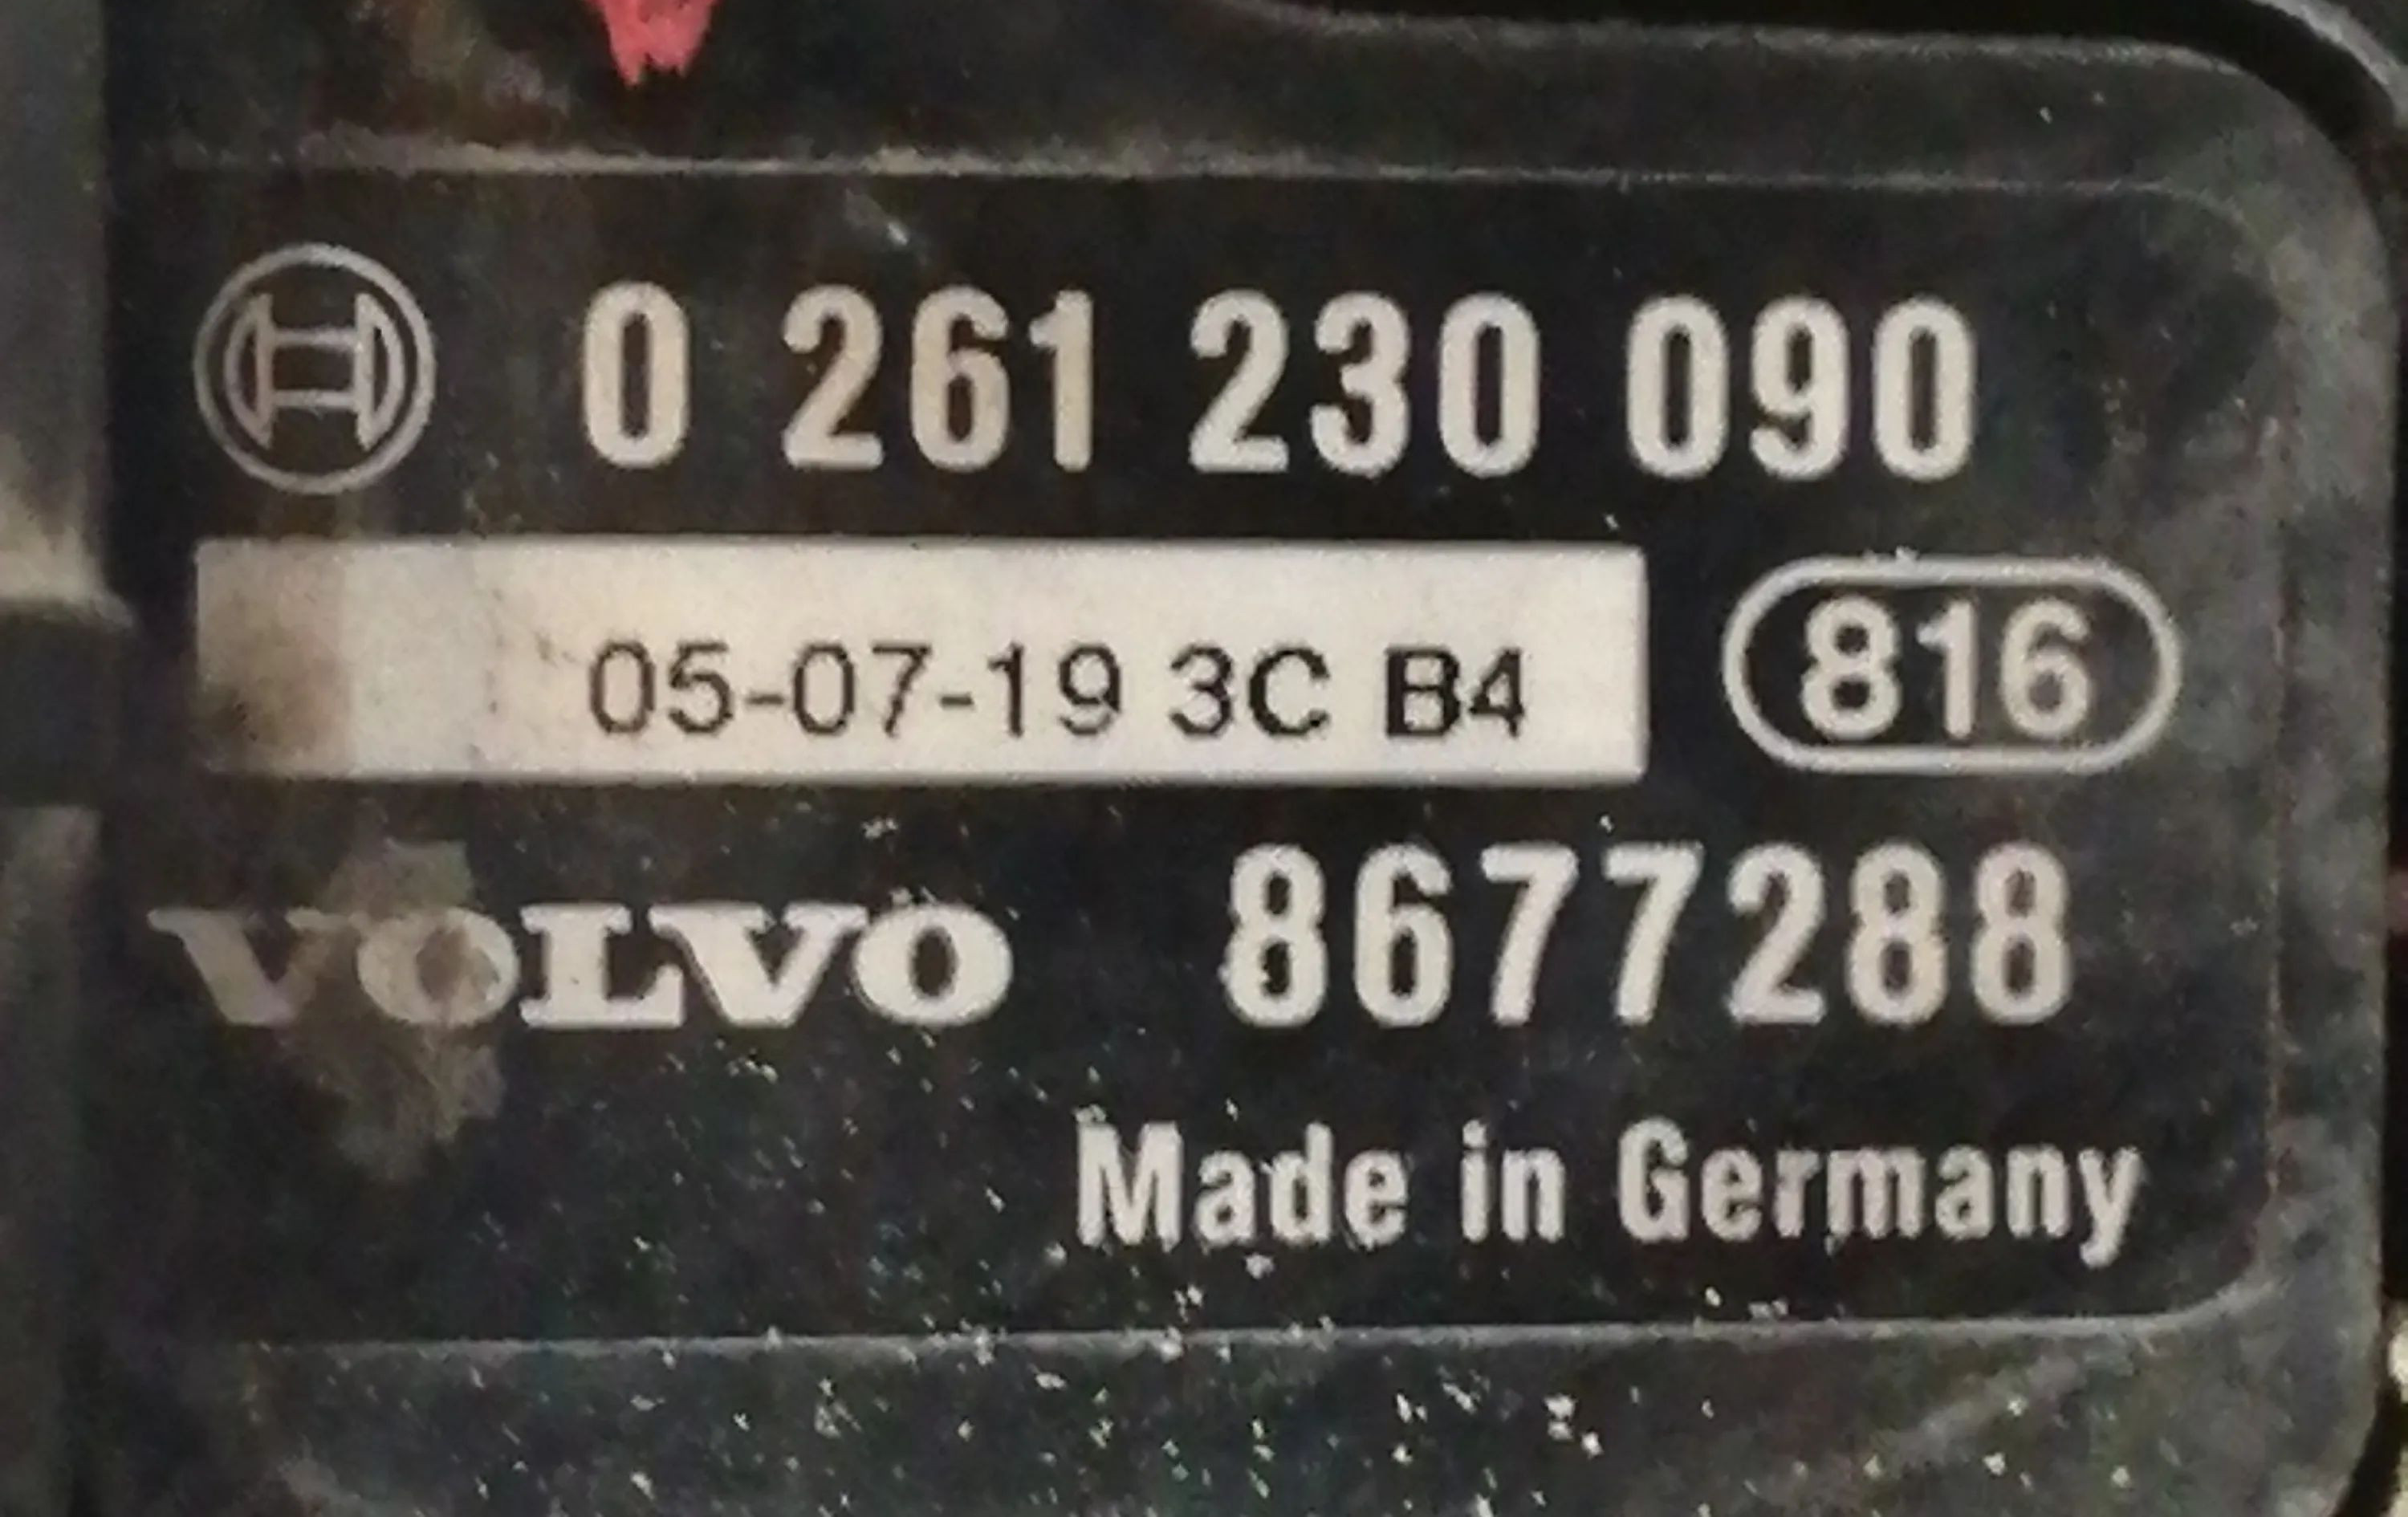 0 261 230 090
05-07-19 3C B4
816
VOLVO 8677288
Made in Germany